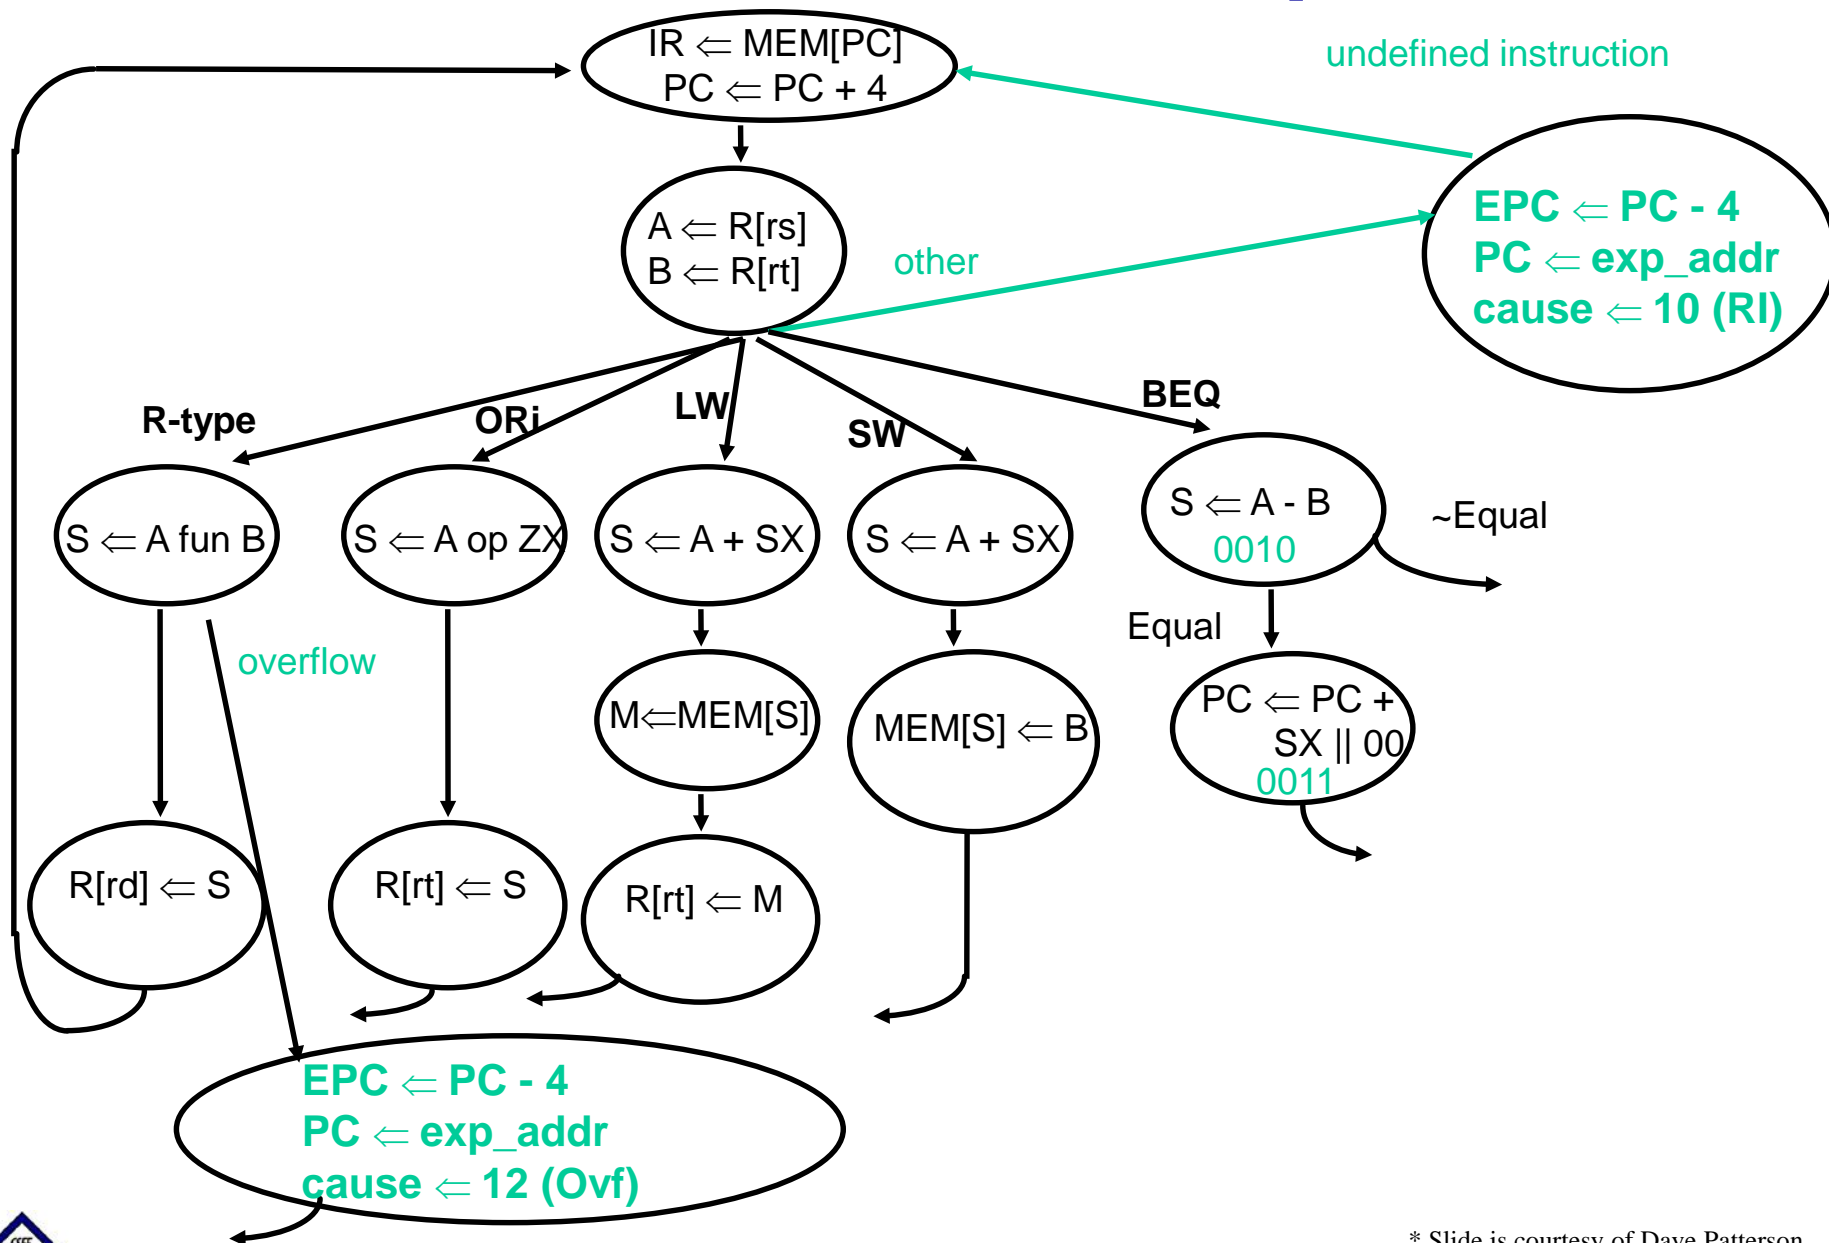 IR ⇐ MEM[PC]
PC ⇐ PC + 4
undefined instruction
A ⇐ R[rs]
B ⇐ R[rt]
other
EPC ⇐ PC - 4
PC ⇐ exp_addr
cause ⇐ 10 (RI)
R-type
ORi
LW
SW
BEQ
S ⇐ A fun B
S ⇐ A op ZX
S ⇐ A + SX
S ⇐ A + SX
S ⇐ A - B
0010
~Equal
Equal
overflow
M⇐MEM[S]
MEM[S] ⇐ B
PC ⇐ PC +
SX || 00
0011
R[rd] ⇐ S
R[rt] ⇐ S
R[rt] ⇐ M
EPC ⇐ PC - 4
PC ⇐ exp_addr
cause ⇐ 12 (Ovf)
* Slide is courtesy of Dave Patterson